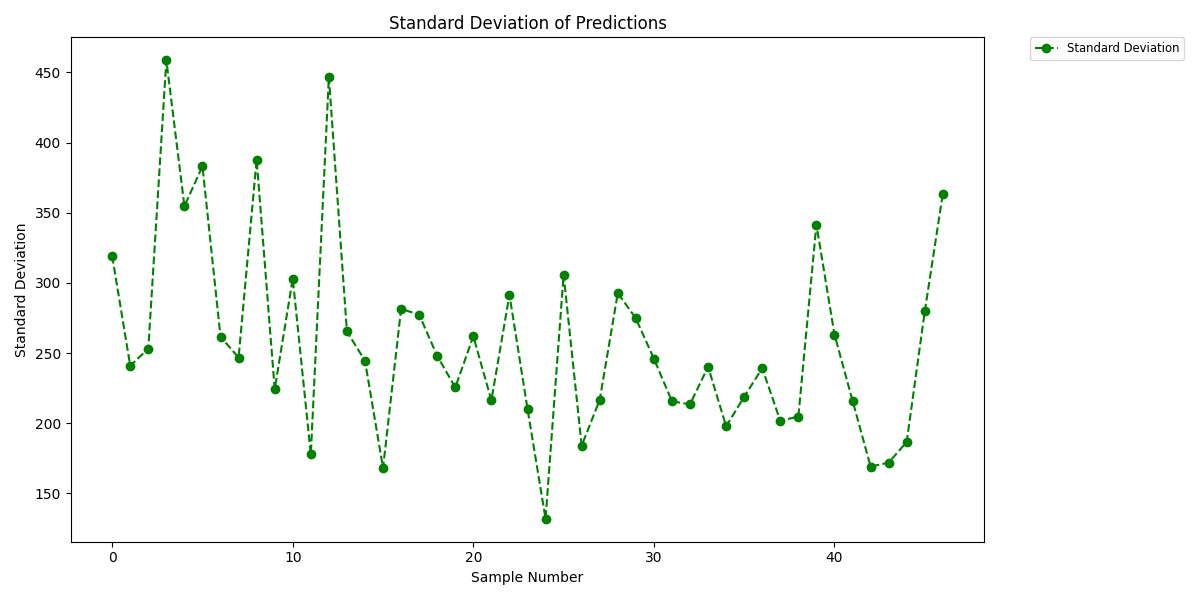 Standard Deviation of Predictions
Standard Deviation
450
400
350
300
250
200
150
Standard Deviation
0 10 20 30 40
Sample Number